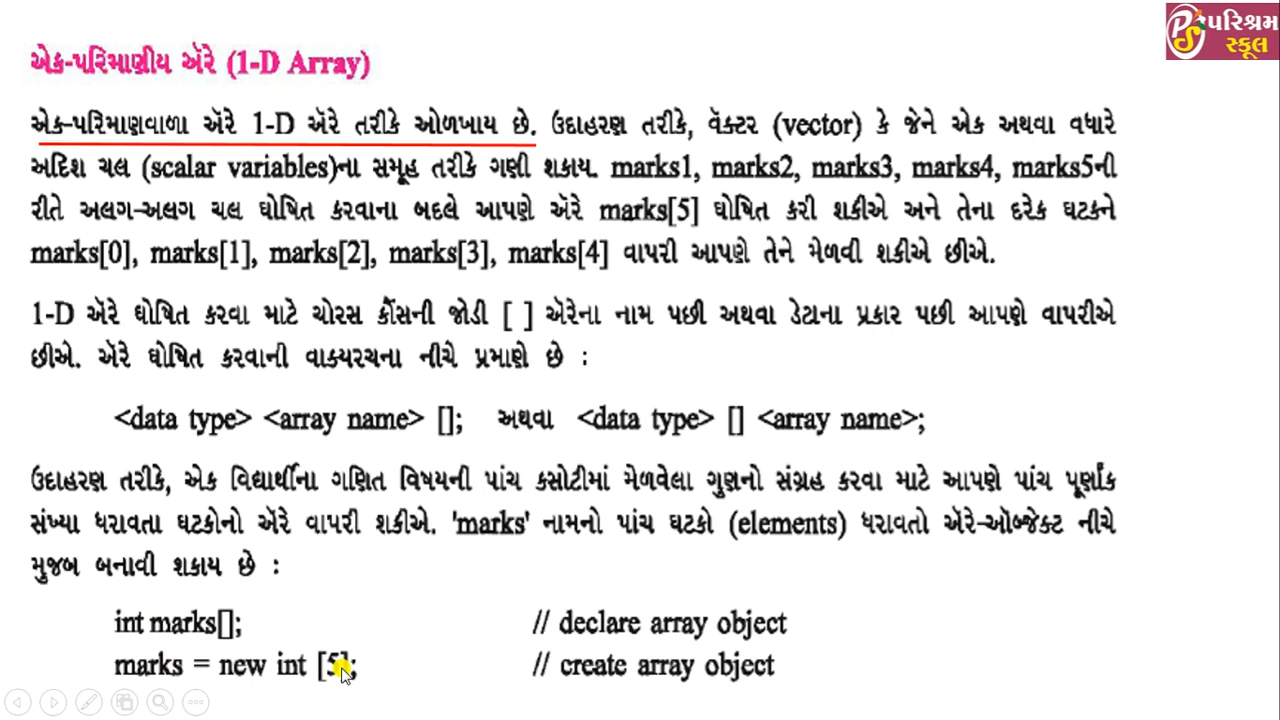 પરિશ્રમ
સ્કૂલ
એક-પરિમાણીય ઍરે (1-D Array)
એક-પરિમાણવાળા ઍરે 1-D ઍરે તરીકે ઓળખાય છે. ઉદાહરણ તરીકે, વૅક્ટર (vector) કે જેને એક અથવા વધારે
અદિશ ચલ (scalar variables)ના સમૂહ તરીકે ગણી શકાય. marks1, marks2, marks3, marks4, marks5ની
રીતે અલગ-અલગ ચલ ઘોષિત કરવાના બદલે આપણે ઍરે marks[5] ઘોષિત કરી શકીએ અને તેના દરેક ઘટકને
marks[0], marks[1], marks[2], marks[3], marks[4] વાપરી આપણે તેને મેળવી શકીએ છીએ.
1-D ઍરે ઘોષિત કરવા માટે ચોરસ કૌંસની જોડી [ ] ઍરેના નામ પછી અથવા ડેટાના પ્રકાર પછી આપણે વાપરીએ
છીએ. ઍરે ઘોષિત કરવાની વાક્યરચના નીચે પ્રમાણે છે :
<data type> <array name> []; અથવા <data type> [] <array name>;
ઉદાહરણ તરીકે, એક વિદ્યાર્થીના ગણિત વિષયની પાંચ કસોટીમાં મેળવેલા ગુણનો સંગ્રહ કરવા માટે આપણે પાંચ પૂર્ણાંક
સંખ્યા ધરાવતા ઘટકોનો ઍરે વાપરી શકીએ. 'marks' નામનો પાંચ ઘટકો (elements) ધરાવતો ઍરે-ઑબ્જેક્ટ નીચે
મુજબ બનાવી શકાય છે :
int marks[]; // declare array object
marks = new int [5]; // create array object